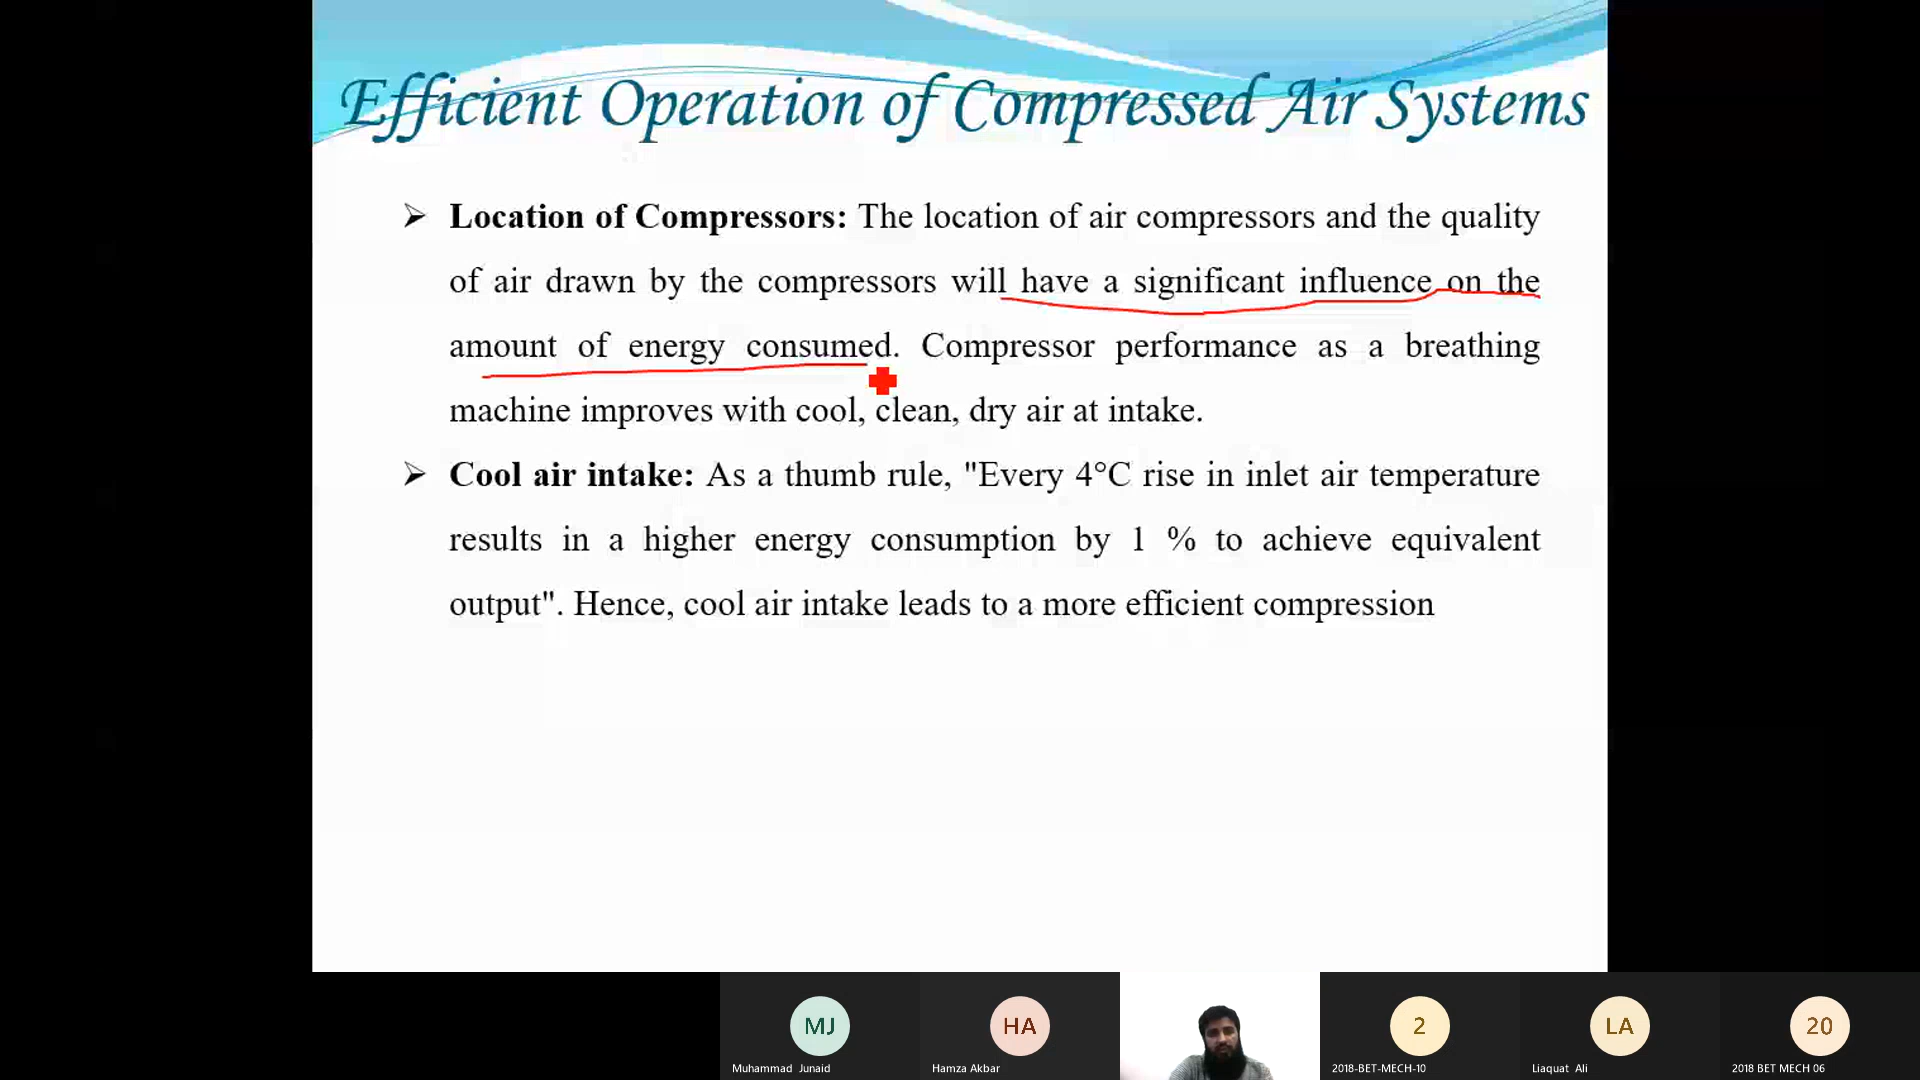 Efficient Operation of Compressed Air Systems
➢ Location of Compressors: The location of air compressors and the quality
of air drawn by the compressors will have a significant influence on the
amount of energy consumed. Compressor performance as a breathing
machine improves with cool, clean, dry air at intake.
➢ Cool air intake: As a thumb rule, "Every 4°C rise in inlet air temperature
results in a higher energy consumption by 1 % to achieve equivalent
output". Hence, cool air intake leads to a more efficient compression
MJ
Muhammad Junaid
HA
Hamza Akbar
2
2018-BET-MECH-10
LA
Liaquat Ali
20
2018 BET MECH 06